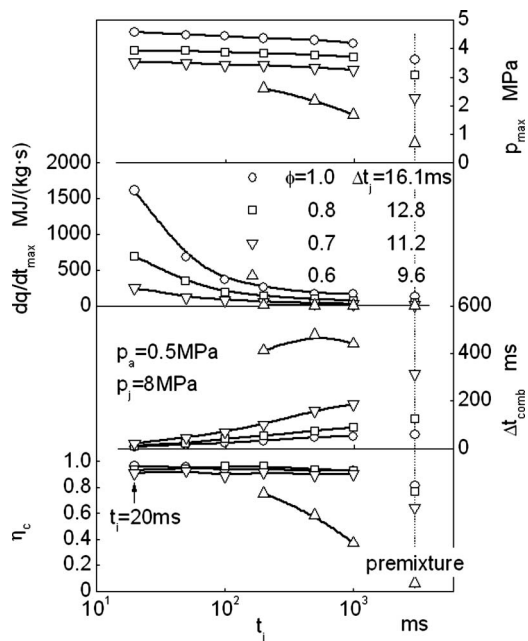 5
4
3
2
1
0
p_max MPa
2000
1500
1000
500
0
dq/dt_max MJ/(kg·s)
ϕ=1.0 Δt_j=16.1ms
0.8 12.8
0.7 11.2
0.6 9.6
600
400
200
0
Δt_comb ms
p_a=0.5MPa
p_j=8MPa
1.0
0.8
0.6
0.4
0.2
0
η_c
t_i=20ms
premixture
10^1 10^2 10^3
t_i ms